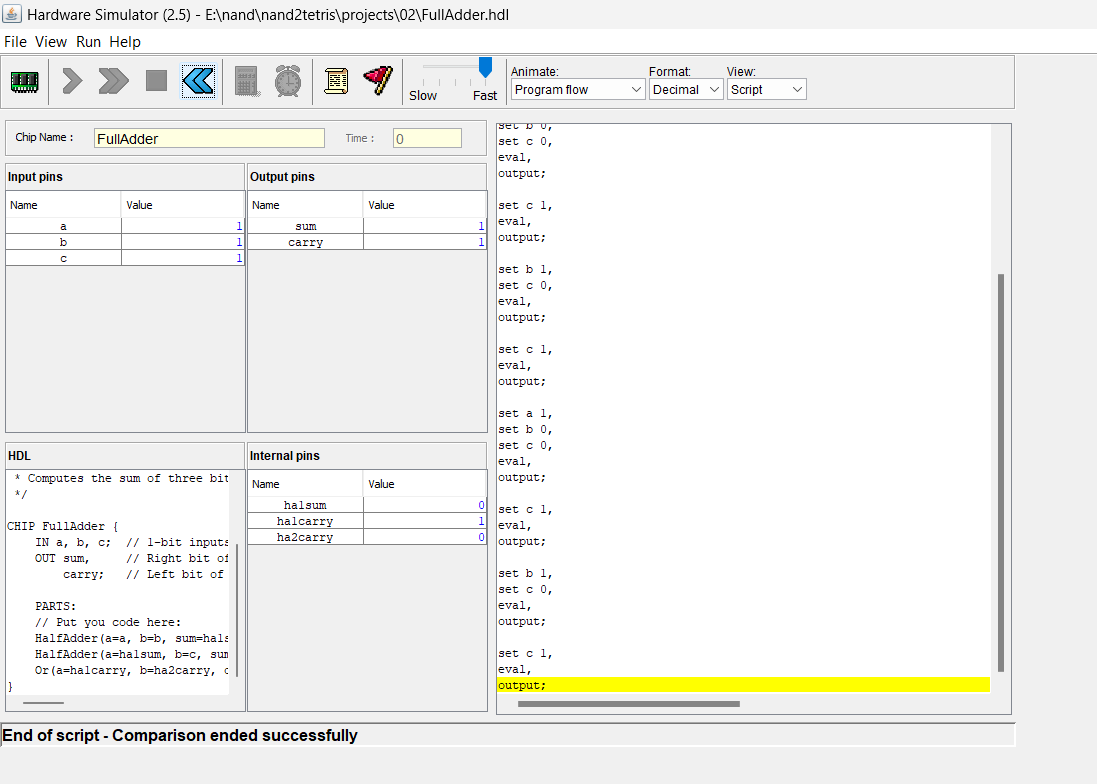 Hardware Simulator (2.5) - E:\nand\nand2tetris\projects\02\FullAdder.hdl
File View Run Help
Slow Fast
Animate: Format: View:
Program flow Decimal Script
Chip Name : FullAdder Time : 0
Input pins
Name Value
a 1
b 1
c 1
Output pins
Name Value
sum 1
carry 1
HDL
* Computes the sum of three bit
*/
CHIP FullAdder {
IN a, b, c; // 1-bit inputs
OUT sum, // Right bit of
carry; // Left bit of
PARTS:
// Put you code here:
HalfAdder(a=a, b=b, sum=ha1s
HalfAdder(a=ha1sum, b=c, sum
Or(a=ha1carry, b=ha2carry, o
}
Internal pins
Name Value
ha1sum 0
ha1carry 1
ha2carry 0
set b 0,
set c 0,
eval,
output;
set c 1,
eval,
output;
set b 1,
set c 0,
eval,
output;
set c 1,
eval,
output;
set a 1,
set b 0,
set c 0,
eval,
output;
set c 1,
eval,
output;
set b 1,
set c 0,
eval,
output;
set c 1,
eval,
output;
End of script - Comparison ended successfully